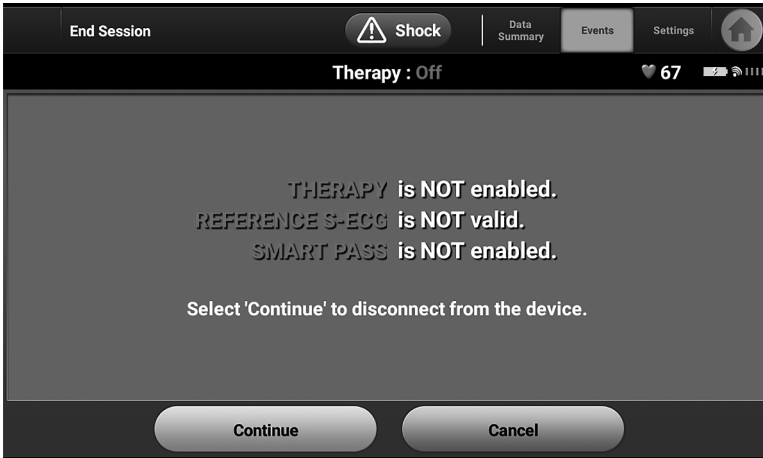 End Session
Shock
Data
Summary
Events
Settings
Therapy : Off
67
THERAPY is NOT enabled.
REFERENCE S-ECG is NOT valid.
SMART PASS is NOT enabled.
Select 'Continue' to disconnect from the device.
Continue
Cancel